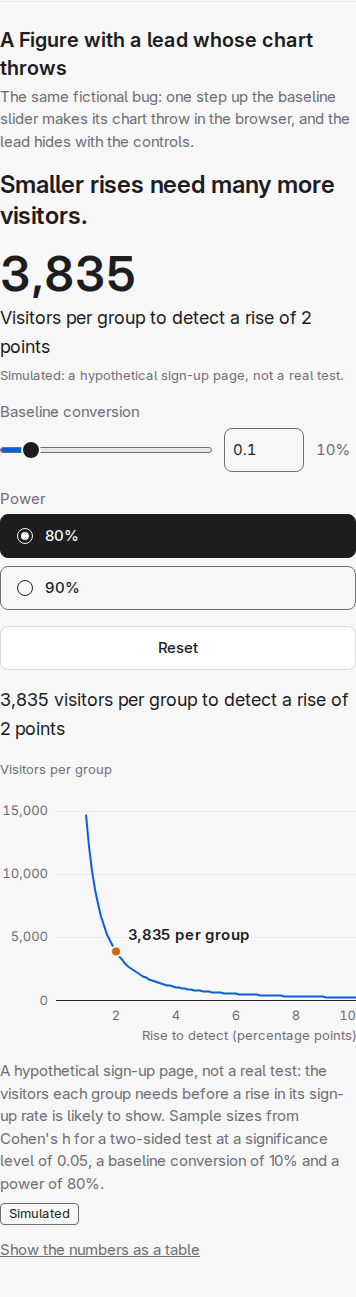 A Figure with a lead whose chart
throws
The same fictional bug: one step up the baseline
slider makes its chart throw in the browser, and the
lead hides with the controls.
Smaller rises need many more
visitors.
3,835
Visitors per group to detect a rise of 2
points
Simulated: a hypothetical sign-up page, not a real test.
Baseline conversion
0.1 10%
Power
80%
90%
Reset
3,835 visitors per group to detect a rise of
2 points
Visitors per group
15,000
10,000
5,000
3,835 per group
0
2 4 6 8 10
Rise to detect (percentage points)
A hypothetical sign-up page, not a real test: the
visitors each group needs before a rise in its sign-
up rate is likely to show. Sample sizes from
Cohen's h for a two-sided test at a significance
level of 0.05, a baseline conversion of 10% and a
power of 80%.
Simulated
Show the numbers as a table